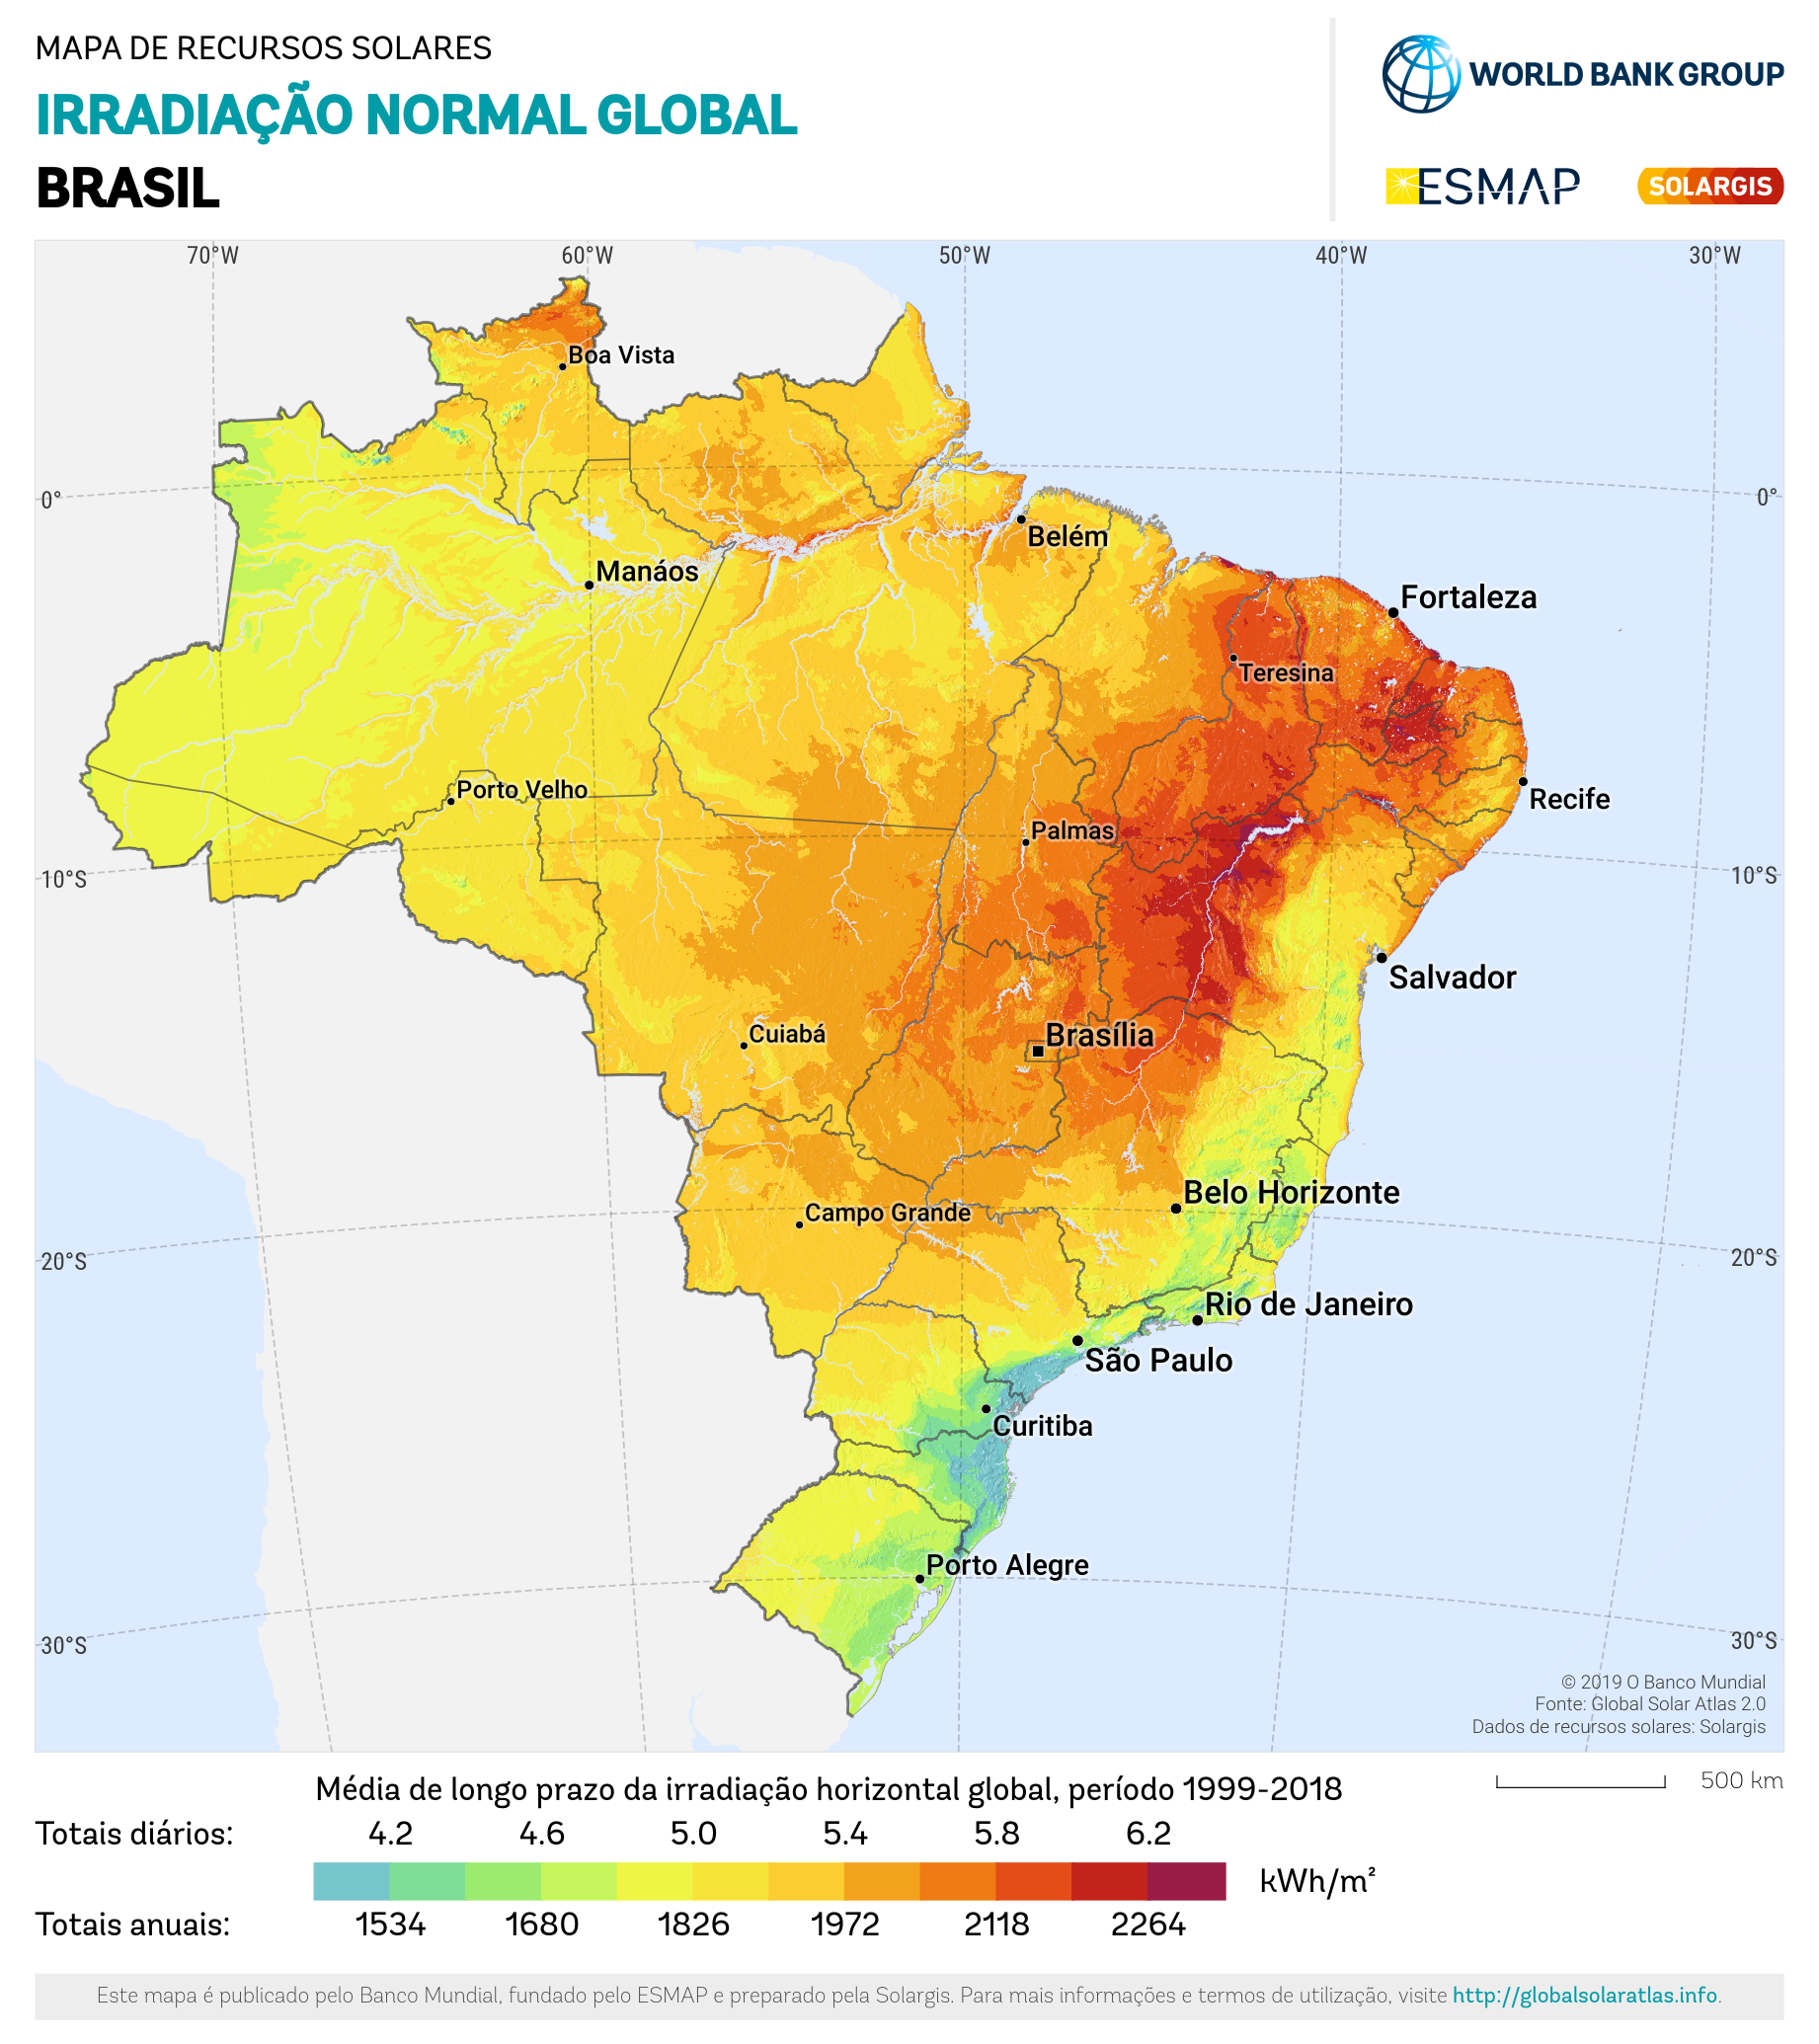 MAPA DE RECURSOS SOLARES
IRRADIAÇÃO NORMAL GLOBAL
BRASIL
WORLD BANK GROUP
ESMAP
SOLARGIS
70°W 60°W 50°W 40°W 30°W
Boa Vista
0° 0°
Belém
Manáos
Fortaleza
Teresina
Porto Velho
Recife
Palmas
10°S 10°S
Salvador
Cuiabá
Brasília
Belo Horizonte
Campo Grande
20°S 20°S
Rio de Janeiro
São Paulo
Curitiba
Porto Alegre
30°S 30°S
© 2019 O Banco Mundial
Fonte: Global Solar Atlas 2.0
Dados de recursos solares: Solargis
Média de longo prazo da irradiação horizontal global, período 1999-2018
500 km
Totais diários: 4.2 4.6 5.0 5.4 5.8 6.2
kWh/m²
Totais anuais: 1534 1680 1826 1972 2118 2264
Este mapa é publicado pelo Banco Mundial, fundado pelo ESMAP e preparado pela Solargis. Para mais informações e termos de utilização, visite http://globalsolaratlas.info.